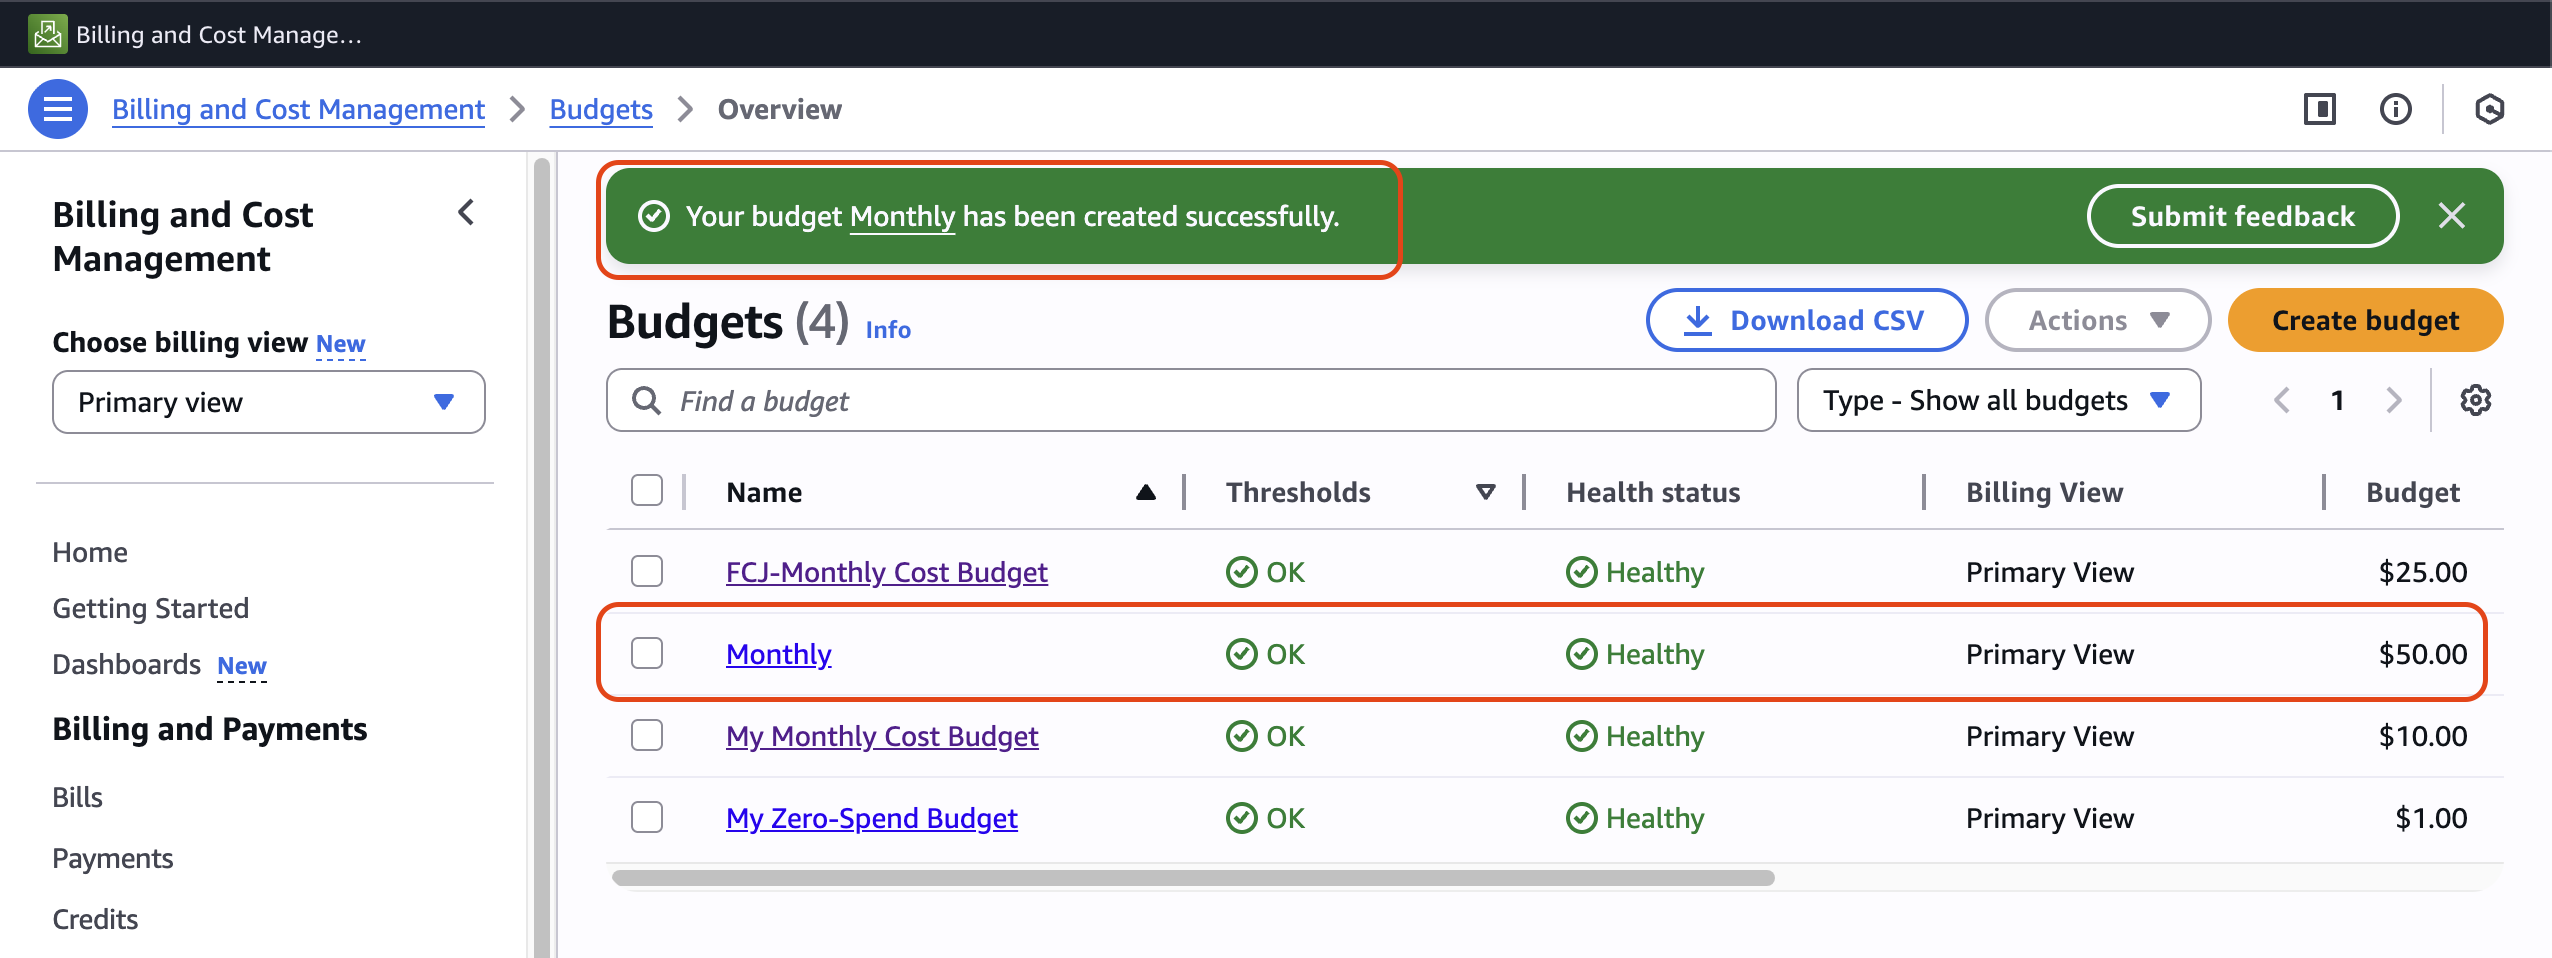 Billing and Cost Manage...
Billing and Cost Management > Budgets > Overview
Billing and Cost
Management
Choose billing view New
Primary view
Home
Getting Started
Dashboards New
Billing and Payments
Bills
Payments
Credits
Your budget Monthly has been created successfully.
Submit feedback
Budgets (4) Info
Download CSV
Actions
Create budget
Find a budget
Type - Show all budgets
1
Name Thresholds Health status Billing View Budget
FCJ-Monthly Cost Budget OK Healthy Primary View $25.00
Monthly OK Healthy Primary View $50.00
My Monthly Cost Budget OK Healthy Primary View $10.00
My Zero-Spend Budget OK Healthy Primary View $1.00